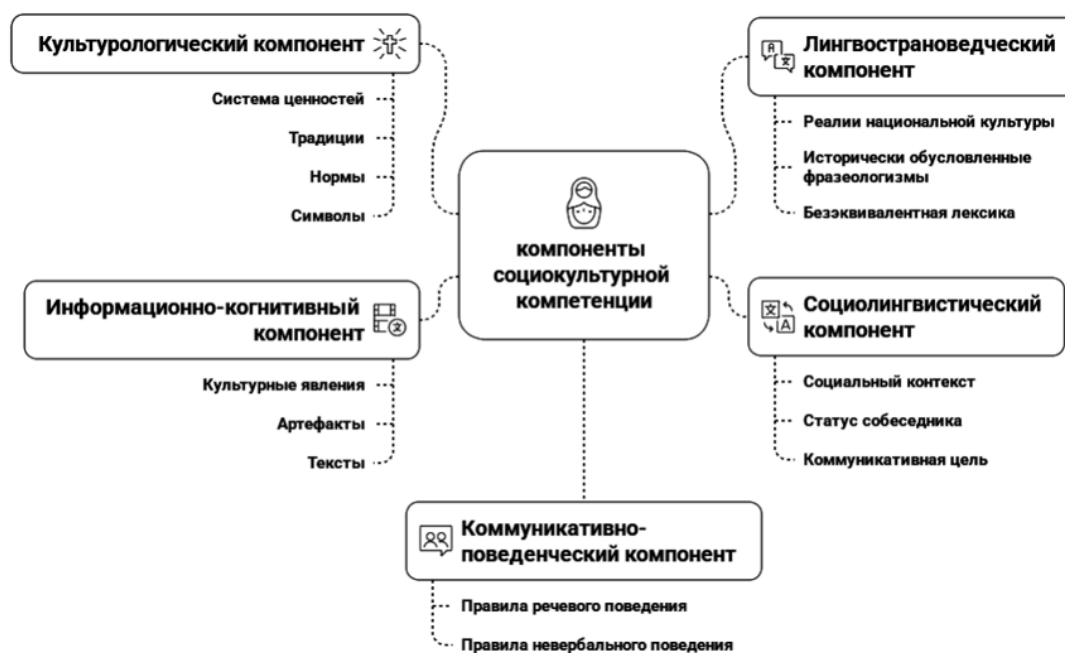 Культурологический компонент
Система ценностей
Традиции
Нормы
Символы
Лингвострановедческий
компонент
Реалии национальной культуры
Исторически обусловленные
фразеологизмы
Безэквивалентная лексика
компоненты
социокультурной
компетенции
Информационно-когнитивный
компонент
Культурные явления
Артефакты
Тексты
Социолингвистический
компонент
Социальный контекст
Статус собеседника
Коммуникативная цель
Коммуникативно-
поведенческий компонент
Правила речевого поведения
Правила невербального поведения